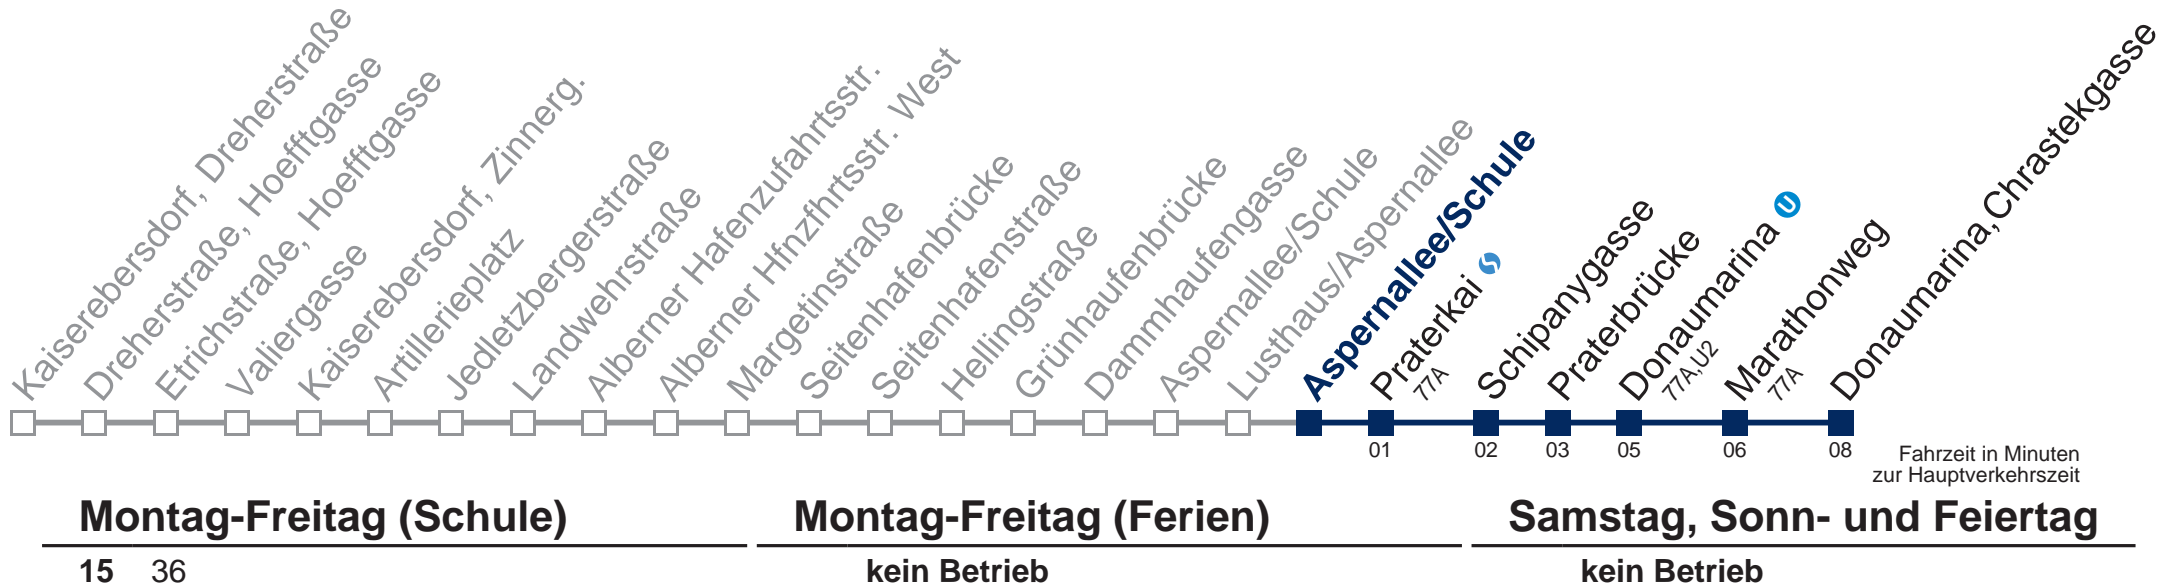 Kaiserebersdorf, Dreherstraße
Dreherstraße, Hoefftgasse
Etrichstraße, Hoefftgasse
Valiergasse
Kaiserebersdorf, Zinnerg.
Artillerieplatz
Jedletzbergerstraße
Landwehrstraße
Alberner Hafenzufahrtsstr.
Alberner Hfnzfhrtsstr. West
Margetinstraße
Seitenhafenbrücke
Seitenhafenstraße
Hellingstraße
Grünhaufenbrücke
Dammhaufengasse
Aspernallee/Schule
Lusthaus/Aspernallee
Aspernallee/Schule
Praterkai
77A
Schipanygasse
Praterbrücke
Donaumarina U
77A,U2
Marathonweg
77A
Donaumarina, Chrastekgasse
01 02 03 05 06 08
Fahrzeit in Minuten
zur Hauptverkehrszeit
Montag-Freitag (Schule) Montag-Freitag (Ferien) Samstag, Sonn- und Feiertag
15 36 kein Betrieb kein Betrieb